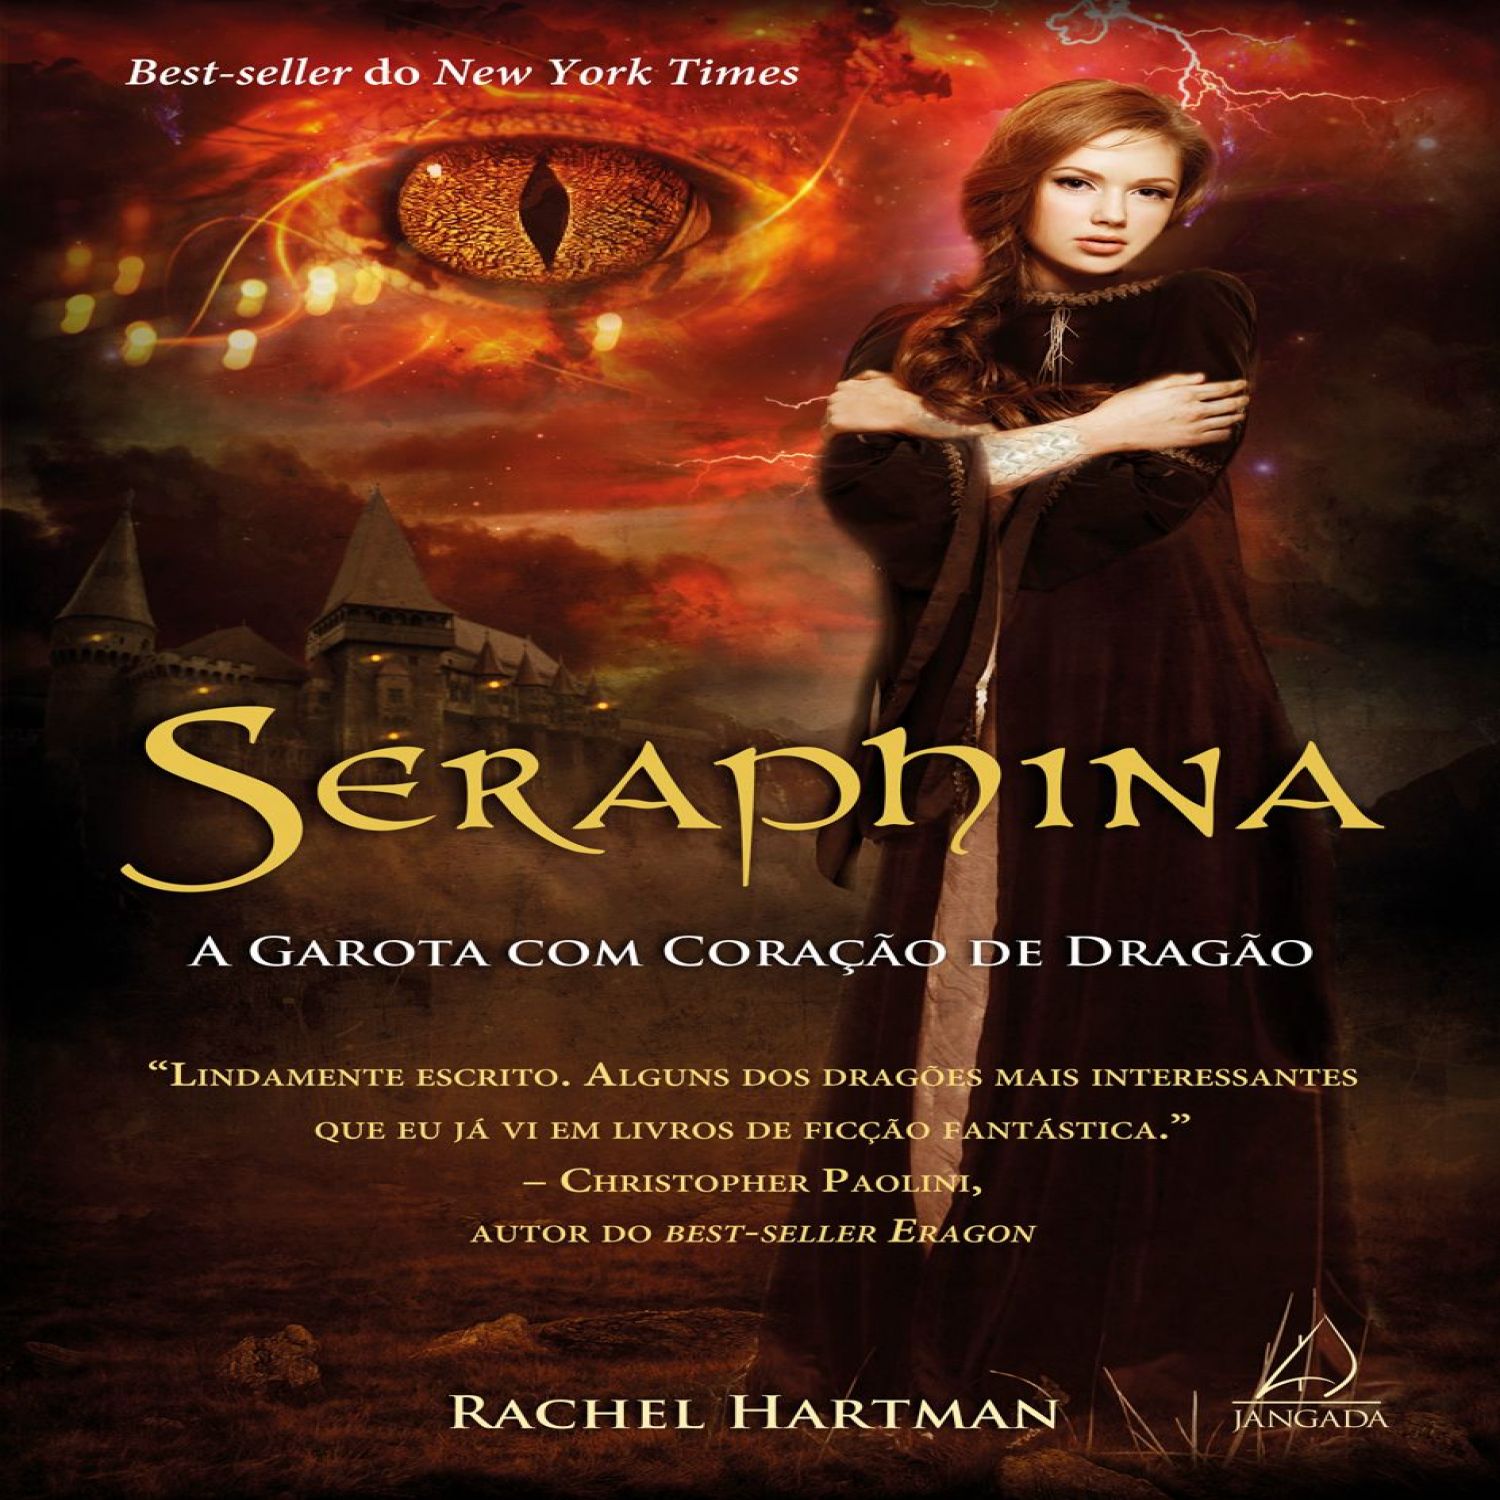 Best-seller do New York Times
SERAPHINA
A GAROTA COM CORAÇÃO DE DRAGÃO
“LINDAMENTE ESCRITO. ALGUNS DOS DRAGÕES MAIS INTERESSANTES
QUE EU JÁ VI EM LIVROS DE FICÇÃO FANTÁSTICA.”
– CHRISTOPHER PAOLINI,
AUTOR DO BEST-SELLER ERAGON
RACHEL HARTMAN
JANGADA